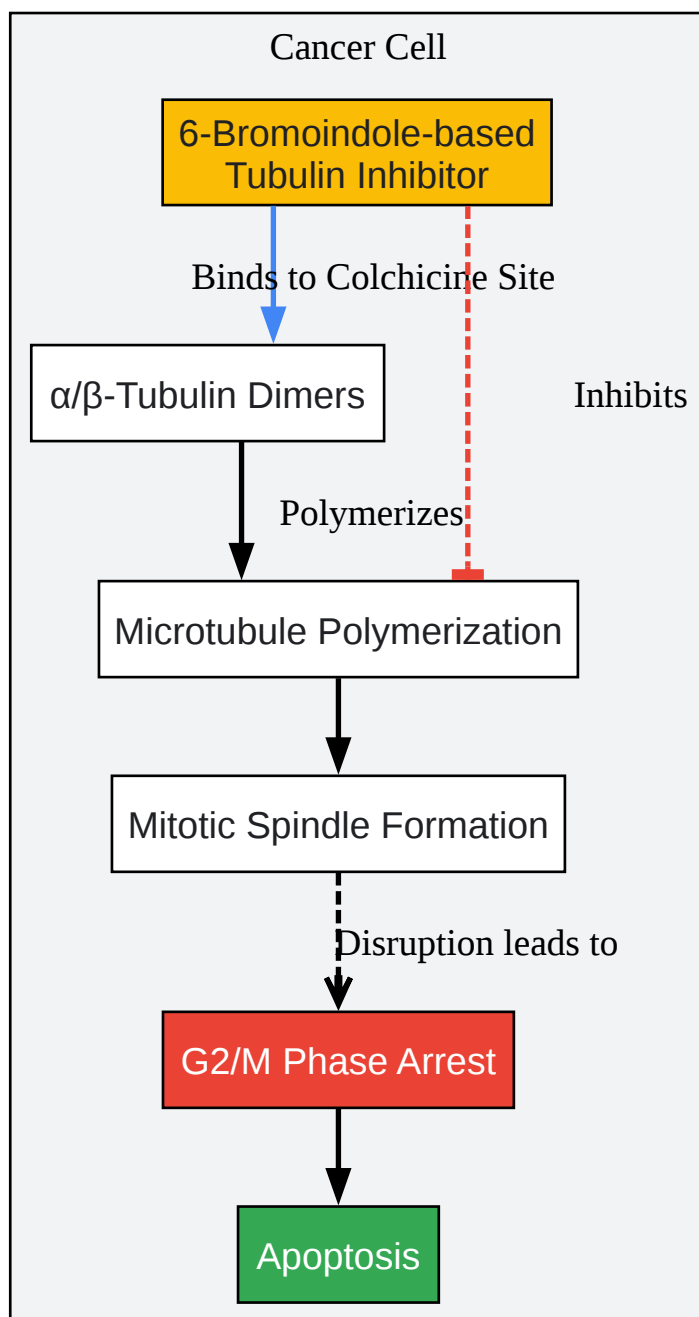 Cancer Cell
6-Bromoindole-based
Tubulin Inhibitor
Binds to Colchicine Site
α/β-Tubulin Dimers
Inhibits
Polymerizes
Microtubule Polymerization
Mitotic Spindle Formation
Disruption leads to
G2/M Phase Arrest
Apoptosis